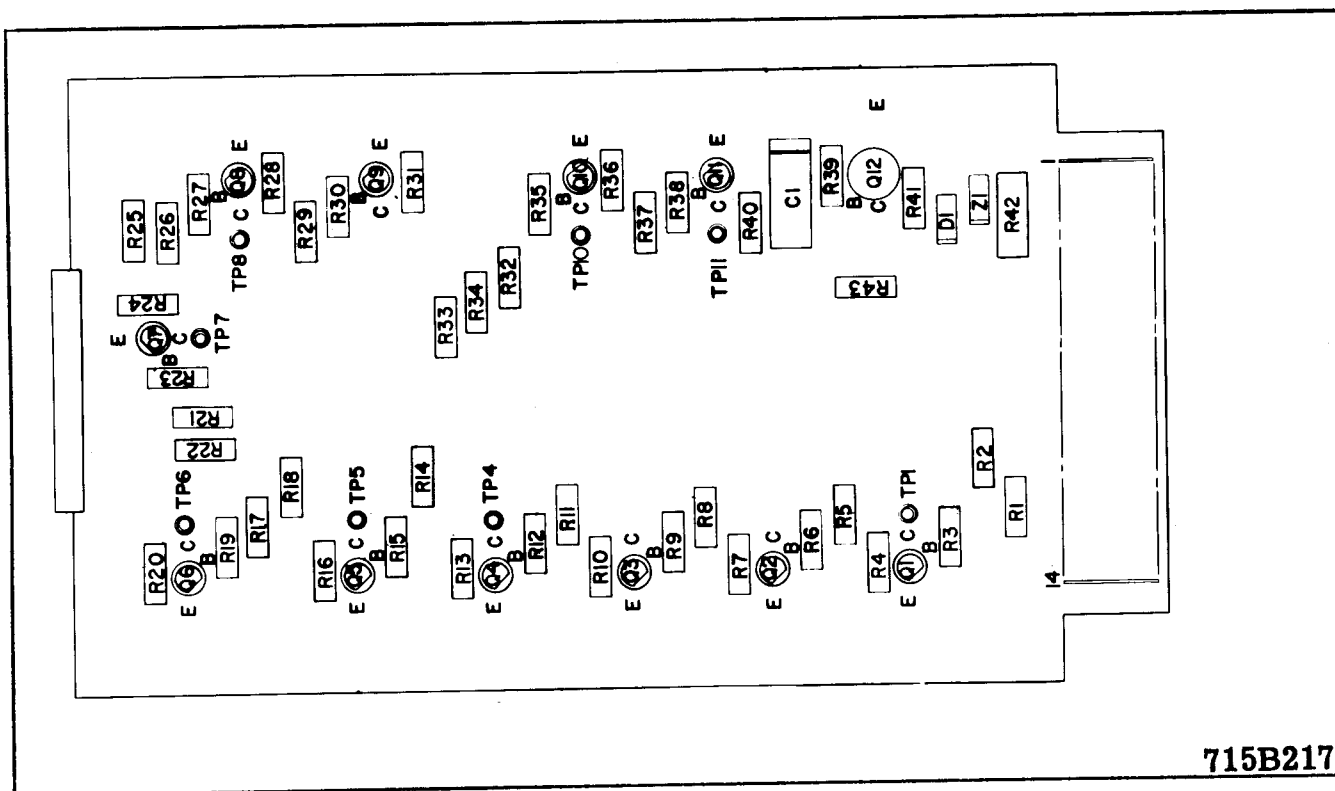 E
E
E
E
E
R25
R26
R27
B
Q8
C
R28
TP8
R29
R30
B
Q9
C
R31
R35
B
Q10
C
R36
TP10
R37
R38
B
Q11
C
TP11
R40
C1
R39
B
Q12
C
R41
D1
Z1
R42
1
R24
E
Q7
C
B
TP7
R23
R21
R22
R33
R34
R32
R43
TP6
R18
TP5
R14
TP4
TP1
R2
R20
C
Q6
B
E
R19
R17
R16
C
Q5
B
E
R15
R13
C
Q4
B
E
R12
R11
R10
C
Q3
B
E
R9
R8
R7
C
Q2
B
E
R6
R5
R4
C
Q1
B
E
R3
R1
14
715B217